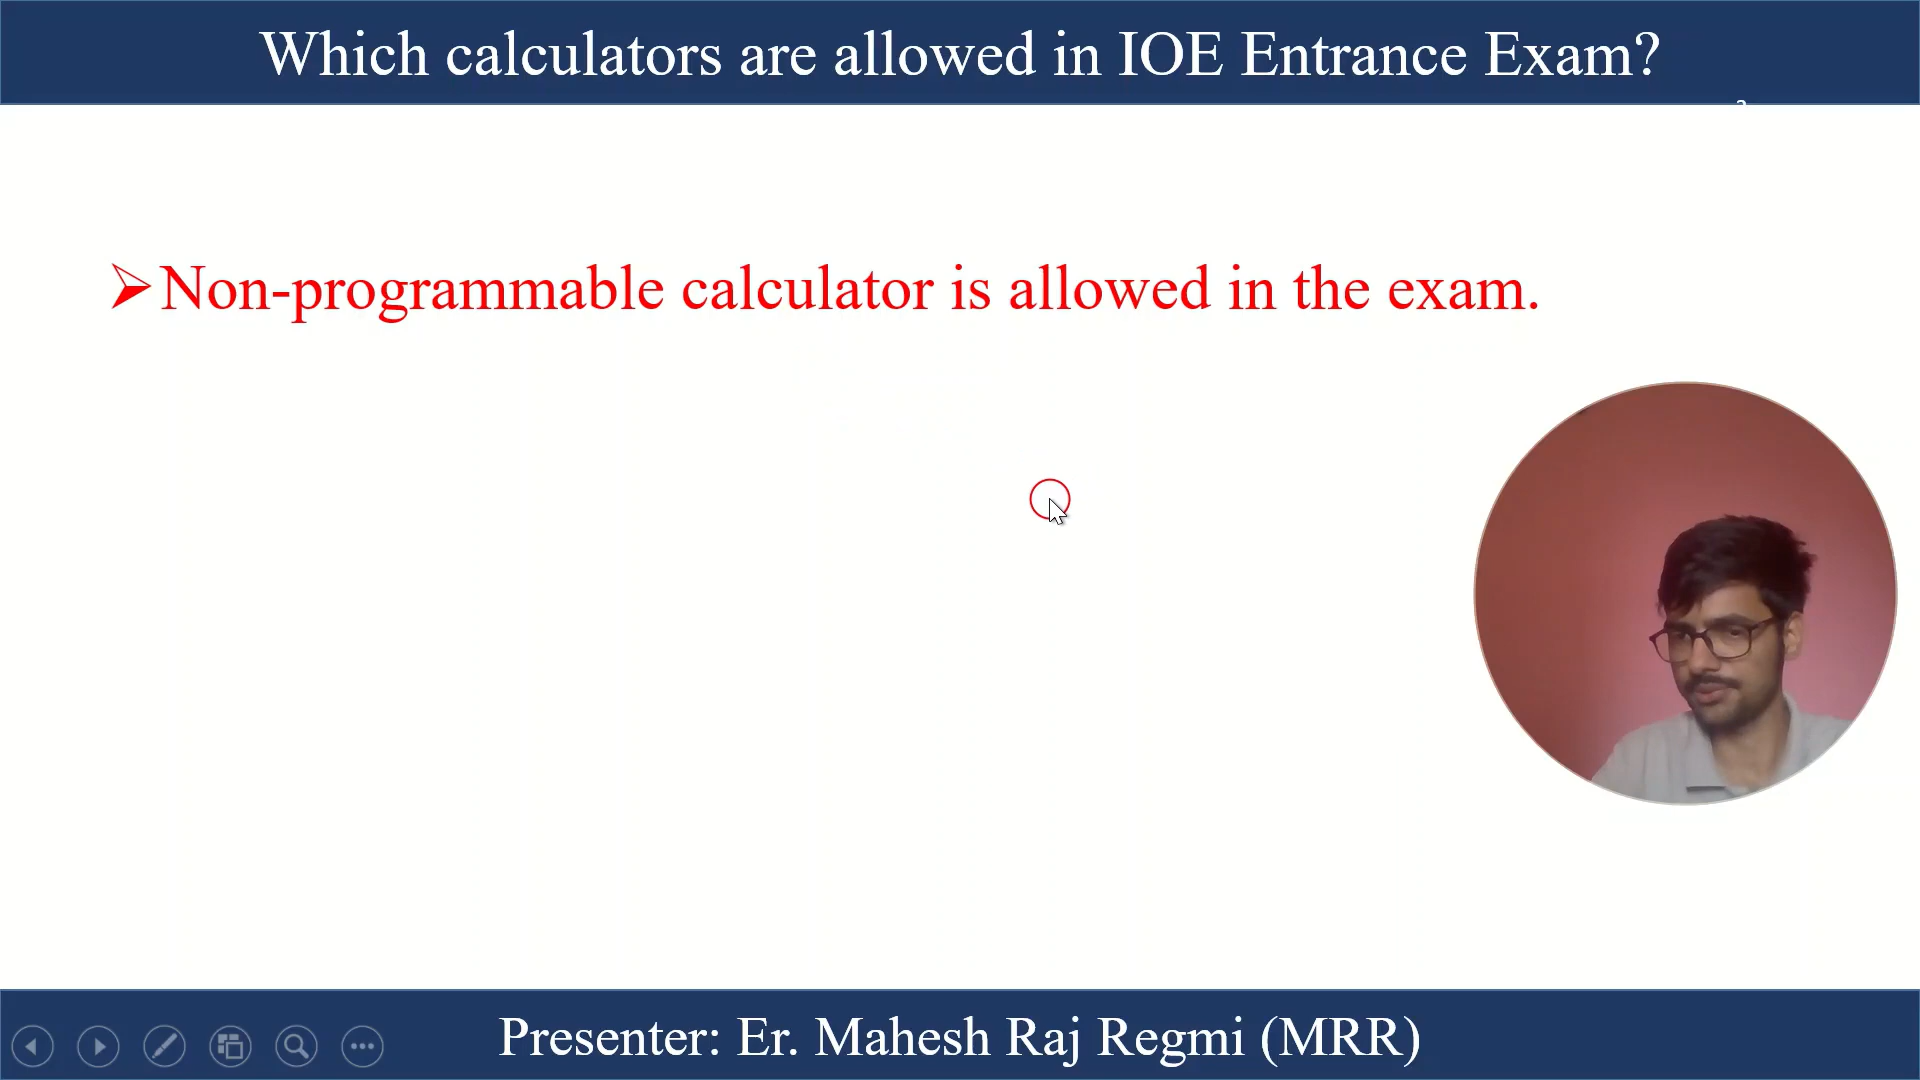 Which calculators are allowed in IOE Entrance Exam?
➢Non-programmable calculator is allowed in the exam.
Presenter: Er. Mahesh Raj Regmi (MRR)